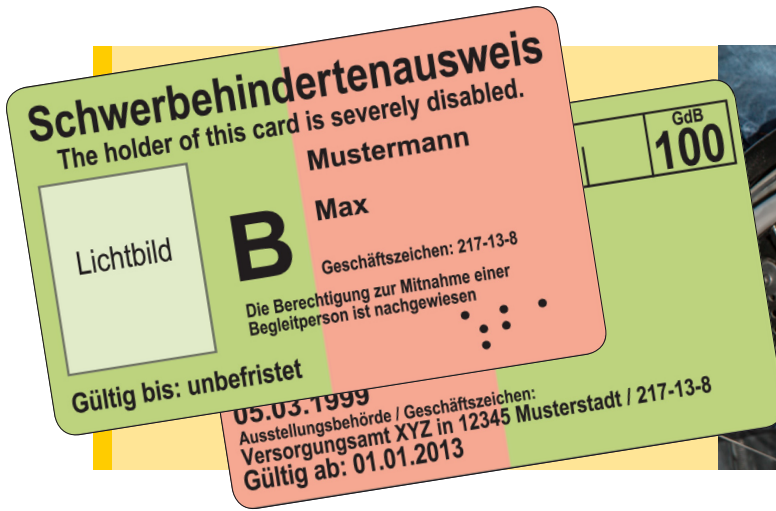 Schwerbehindertenausweis
The holder of this card is severely disabled.
Mustermann
Max
Lichtbild
B
Geschäftszeichen: 217-13-8
Die Berechtigung zur Mitnahme einer
Begleitperson ist nachgewiesen
Gültig bis: unbefristet
GdB
100
05.03.1999
Ausstellungsbehörde / Geschäftszeichen:
Versorgungsamt XYZ in 12345 Musterstadt / 217-13-8
Gültig ab: 01.01.2013